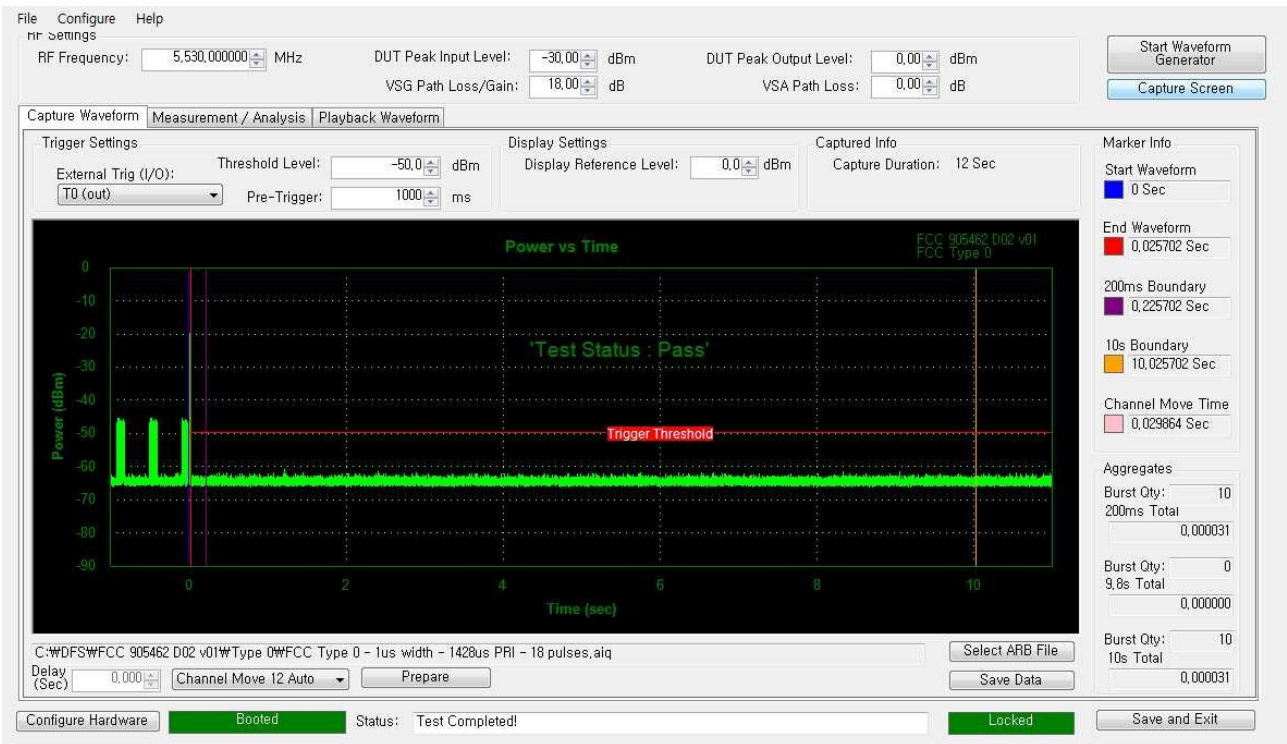 File Configure Help
RF Settings
RF Frequency: 5,530,000000 MHz DUT Peak Input Level: -30,00 dBm DUT Peak Output Level: 0,00 dBm
VSG Path Loss/Gain: 18,00 dB VSA Path Loss: 0,00 dB
Start Waveform
Generator
Capture Screen
Capture Waveform Measurement / Analysis Playback Waveform
Trigger Settings
External Trig (I/O):
T0 (out)
Threshold Level: -50,0 dBm
Pre-Trigger: 1000 ms
Display Settings
Display Reference Level: 0,0 dBm
Captured Info
Capture Duration: 12 Sec
Power vs Time
FCC 905462 D02 v01
FCC Type 0
'Test Status : Pass'
Trigger Threshold
Power (dBm)
0
-10
-20
-30
-40
-50
-60
-70
-80
-90
0 2 4 6 8 10
Time (sec)
Marker Info
Start Waveform
0 Sec
End Waveform
0,025702 Sec
200ms Boundary
0,225702 Sec
10s Boundary
10,025702 Sec
Channel Move Time
0,029864 Sec
Aggregates
Burst Qty: 10
200ms Total
0,000031
Burst Qty: 0
9,8s Total
0,000000
Burst Qty: 10
10s Total
0,000031
C:₩DFS₩FCC 905462 D02 v01₩Type 0₩FCC Type 0 - 1us width - 1428us PRI - 18 pulses,aiq
Select ARB File
Delay
(Sec) 0,000 Channel Move 12 Auto Prepare Save Data
Configure Hardware Booted Status: Test Completed! Locked Save and Exit